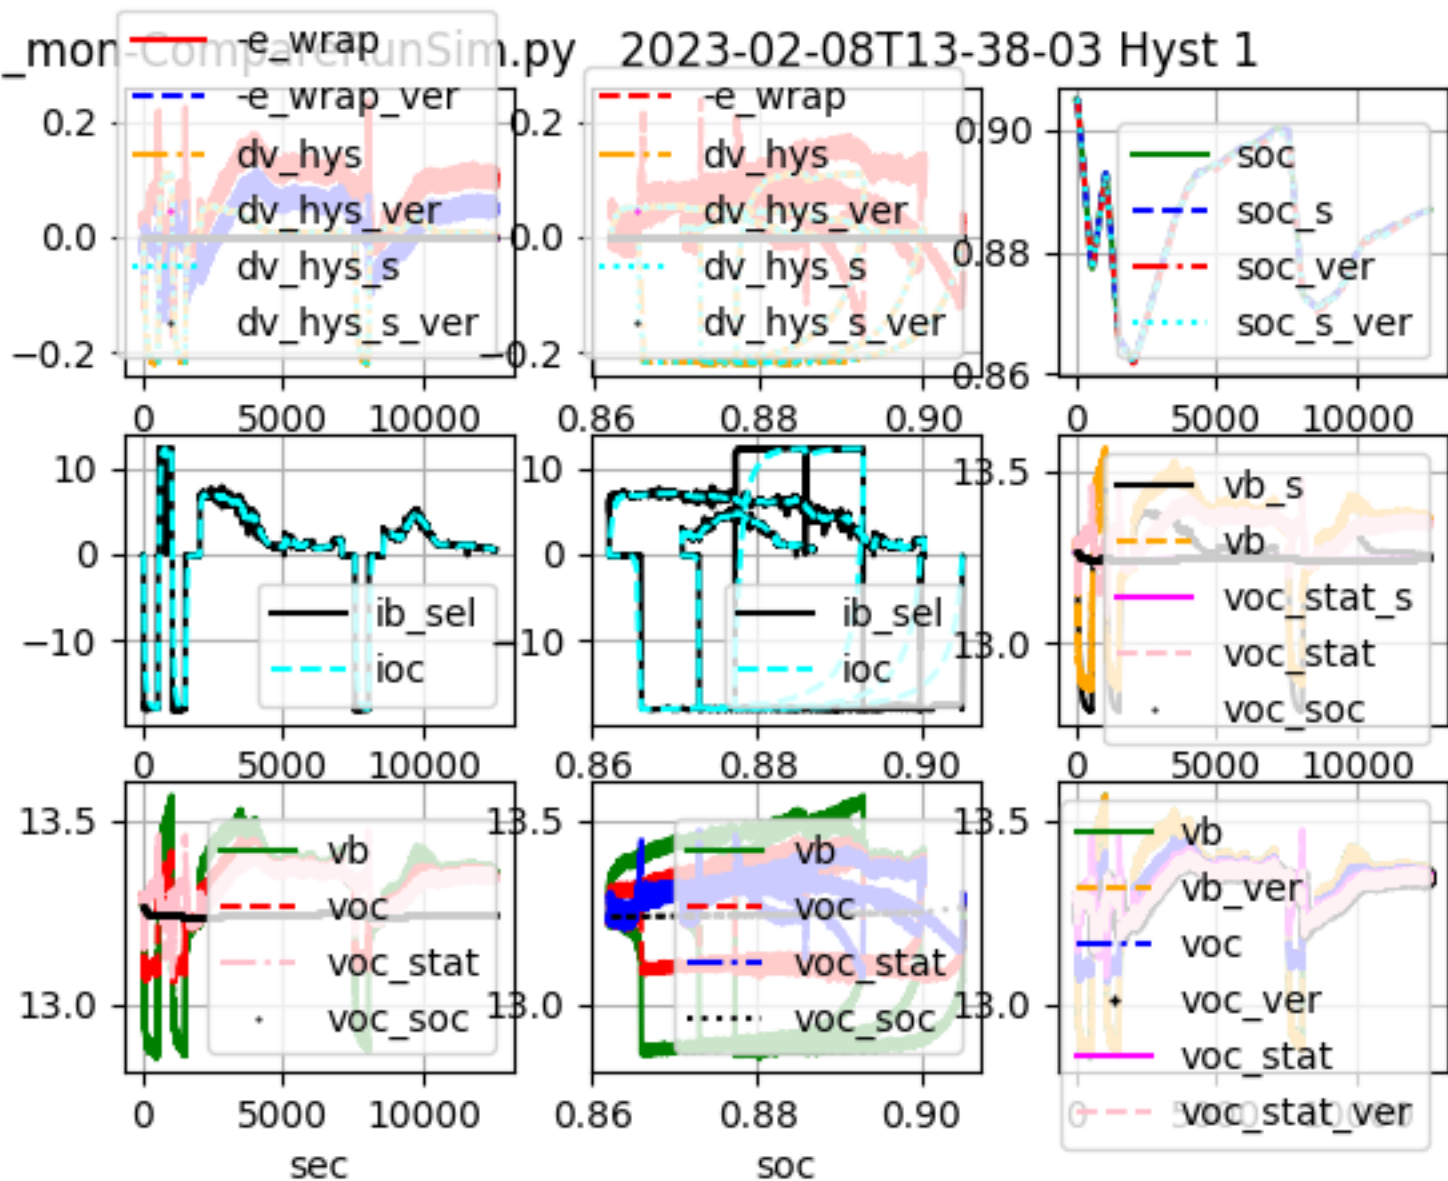 _mon-CompareRunSim.py 2023-02-08T13-38-03 Hyst 1
-e_wrap
-e_wrap_ver
dv_hys
dv_hys_ver
dv_hys_s
dv_hys_s_ver
0.2
0.0
−0.2
0 5000 10000
-e_wrap
dv_hys
dv_hys_ver
dv_hys_s
dv_hys_s_ver
0.2
0.0
−0.2
0.86 0.88 0.90
soc
soc_s
soc_ver
soc_s_ver
0.90
0.88
0.86
0 5000 10000
10
0
−10
ib_sel
ioc
0 5000 10000
10
0
−10
ib_sel
ioc
0.86 0.88 0.90
13.5
13.0
vb_s
vb
voc_stat_s
voc_stat
voc_soc
0 5000 10000
13.5
13.0
vb
voc
voc_stat
voc_soc
0 5000 10000
sec
13.5
13.0
vb
voc
voc_stat
voc_soc
0.86 0.88 0.90
soc
13.5
13.0
vb
vb_ver
voc
voc_ver
voc_stat
voc_stat_ver
0 5000 10000